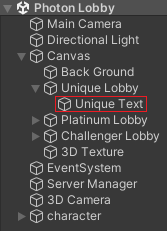 Photon Lobby
Main Camera
Directional Light
Canvas
Back Ground
Unique Lobby
Unique Text
Platinum Lobby
Challenger Lobby
3D Texture
EventSystem
Server Manager
3D Camera
character